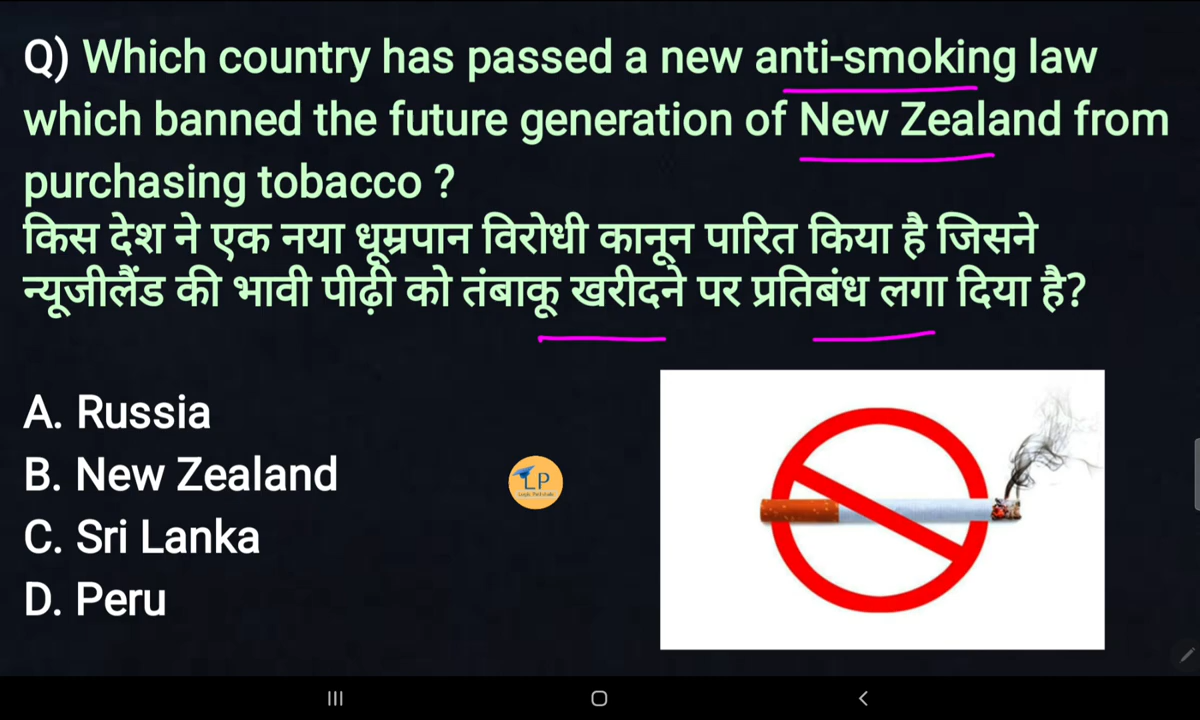 Q) Which country has passed a new anti-smoking law
which banned the future generation of New Zealand from
purchasing tobacco ?
किस देश ने एक नया धूम्रपान विरोधी कानून पारित किया है जिसने
न्यूजीलैंड की भावी पीढ़ी को तंबाकू खरीदने पर प्रतिबंध लगा दिया है?
A. Russia
B. New Zealand
C. Sri Lanka
D. Peru
LP